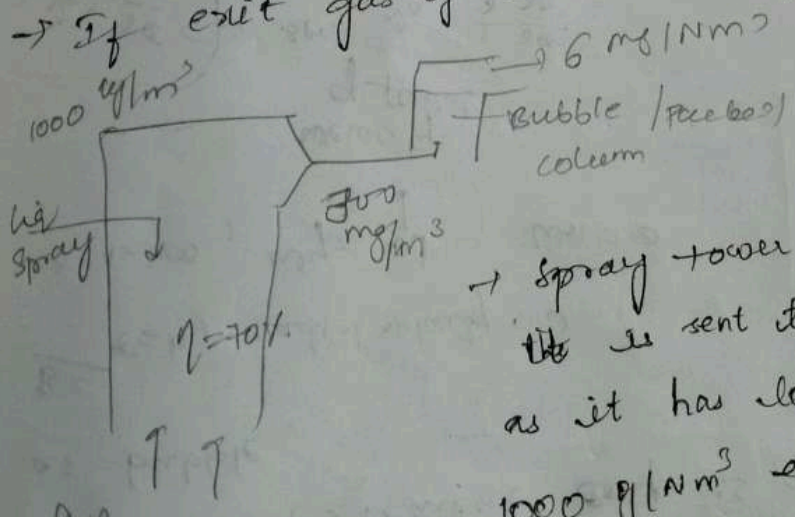 → If exit gas
1000 g/m³
→ 6 mg/Nm³
Bubble / Packed
column
300
mg/m³
liq
spray
η=70%.
→ Spray tower
is sent
as it has
1000 g/Nm³